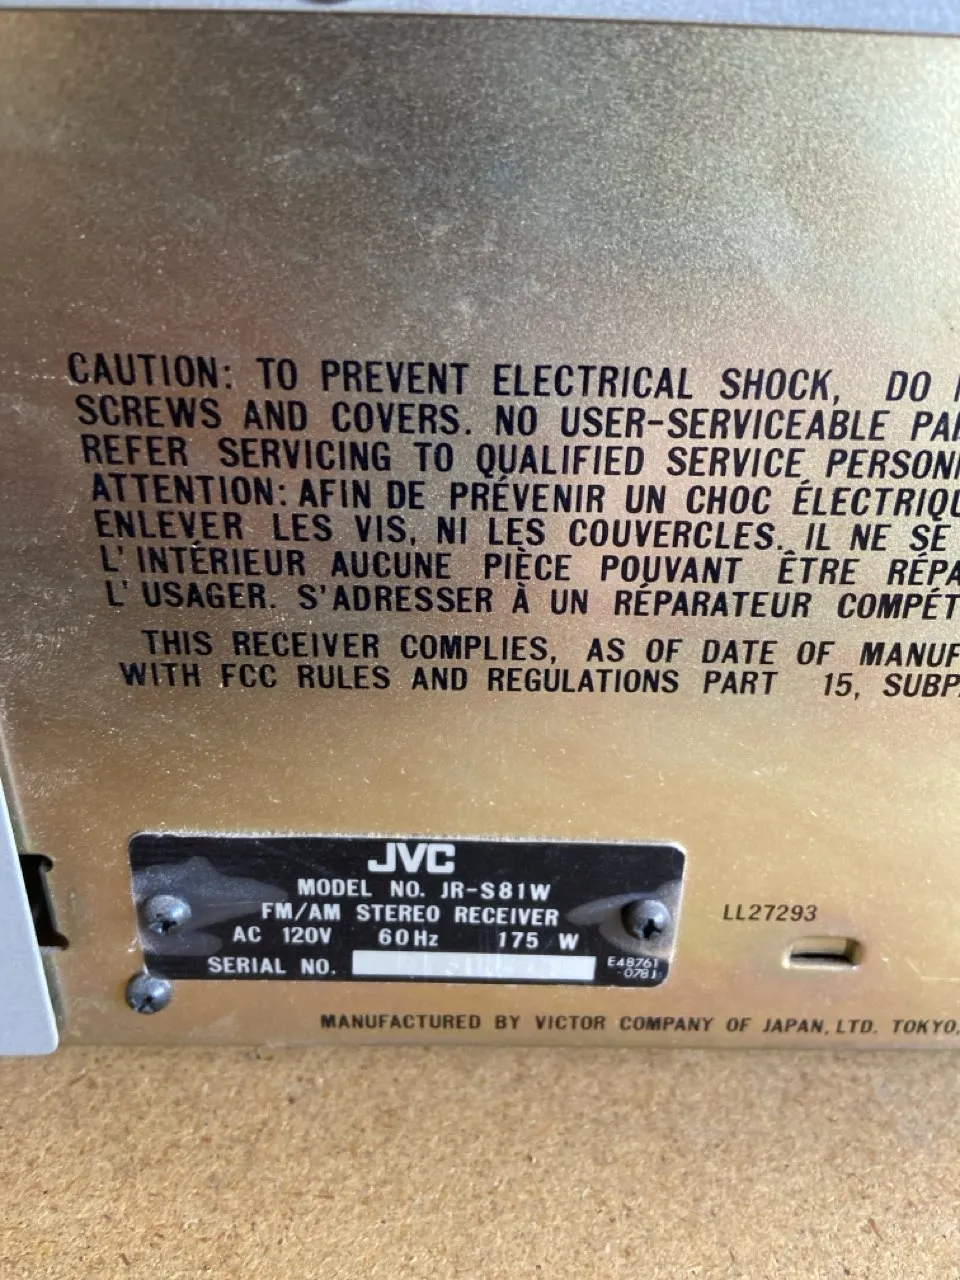 CAUTION: TO PREVENT ELECTRICAL SHOCK, DO
SCREWS AND COVERS. NO USER-SERVICEABLE
REFER SERVICING TO QUALIFIED SERVICE
ATTENTION: AFIN DE PRÉVENIR UN CHOC
ENLEVER LES VIS, NI LES COUVERCLES. IL NE SE
L'INTÉRIEUR AUCUNE PIÈCE POUVANT ÊTRE
L'USAGER. S'ADRESSER À UN RÉPARATEUR
THIS RECEIVER COMPLIES, AS OF DATE OF
WITH FCC RULES AND REGULATIONS PART 15,
JVC
MODEL NO. JR-S81W
FM/AM STEREO RECEIVER
AC 120V 60Hz 175 W
SERIAL NO.
E48761
078J
LL27293
MANUFACTURED BY VICTOR COMPANY OF JAPAN, LTD. TOKYO,